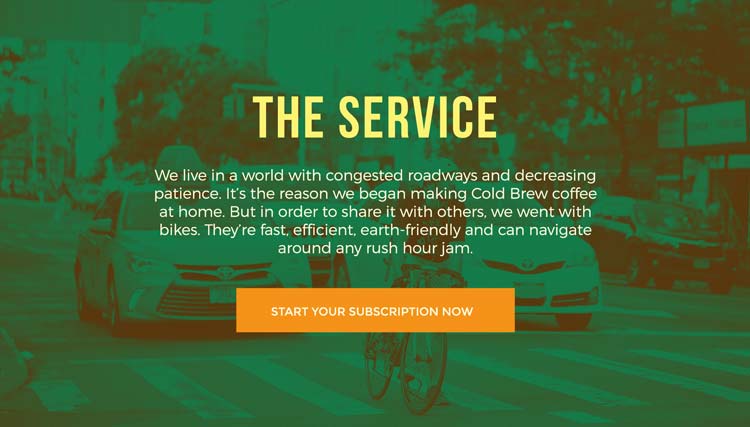 THE SERVICE
We live in a world with congested roadways and decreasing
patience. It’s the reason we began making Cold Brew coffee
at home. But in order to share it with others, we went with
bikes. They’re fast, efficient, earth-friendly and can navigate
around any rush hour jam.
START YOUR SUBSCRIPTION NOW